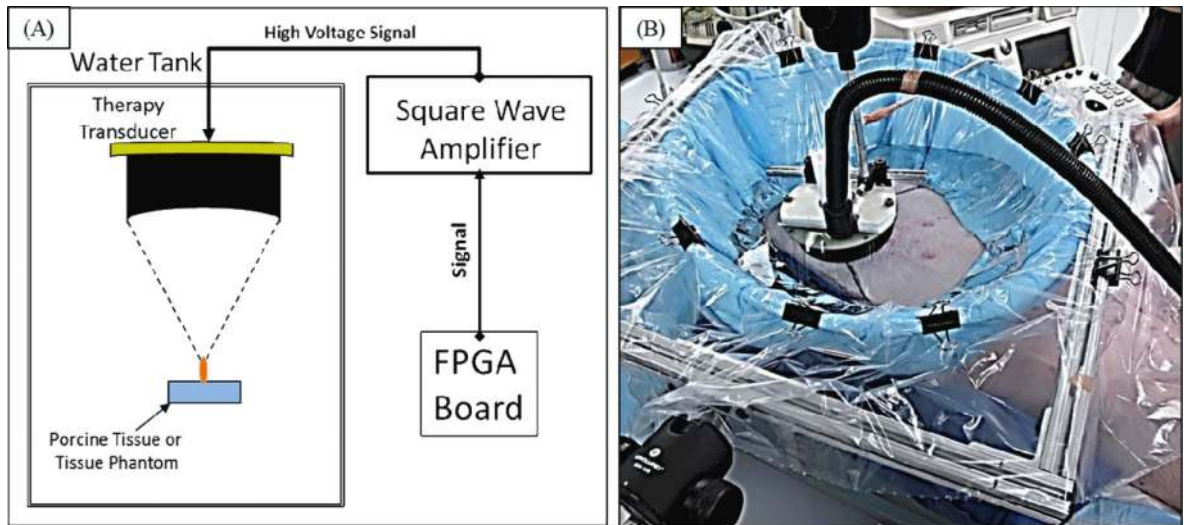 (A)
High Voltage Signal
Water Tank
Therapy
Transducer
Square Wave
Amplifier
Signal
FPGA
Board
Porcine Tissue or
Tissue Phantom
(B)